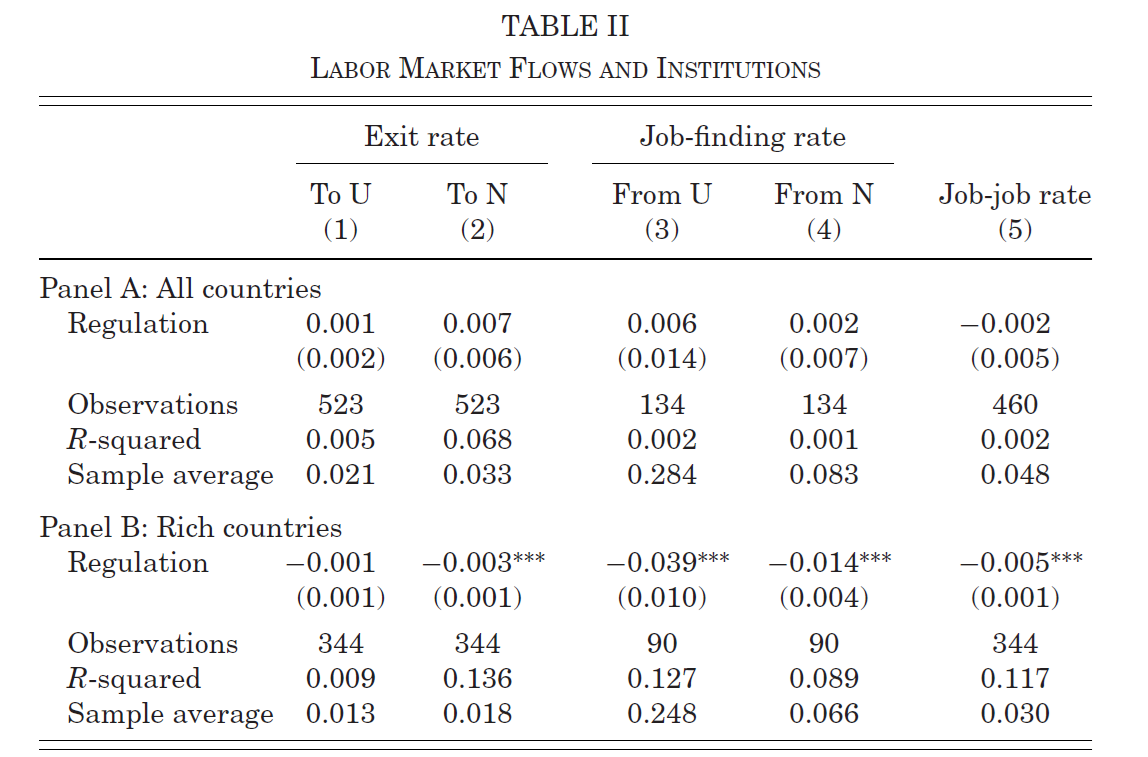 TABLE II
LABOR MARKET FLOWS AND INSTITUTIONS
Exit rate Job-finding rate
To U To N From U From N Job-job rate
(1) (2) (3) (4) (5)
Panel A: All countries
Regulation 0.001 0.007 0.006 0.002 −0.002
(0.002) (0.006) (0.014) (0.007) (0.005)
Observations 523 523 134 134 460
R-squared 0.005 0.068 0.002 0.001 0.002
Sample average 0.021 0.033 0.284 0.083 0.048
Panel B: Rich countries
Regulation −0.001 −0.003*** −0.039*** −0.014*** −0.005***
(0.001) (0.001) (0.010) (0.004) (0.001)
Observations 344 344 90 90 344
R-squared 0.009 0.136 0.127 0.089 0.117
Sample average 0.013 0.018 0.248 0.066 0.030